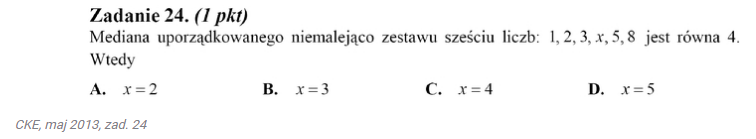 Zadanie 24. (1 pkt)
Mediana uporządkowanego niemalejąco zestawu sześciu liczb: 1, 2, 3, x, 5, 8 jest równa 4.
Wtedy
A. x = 2 B. x = 3 C. x = 4 D. x = 5
CKE, maj 2013, zad. 24